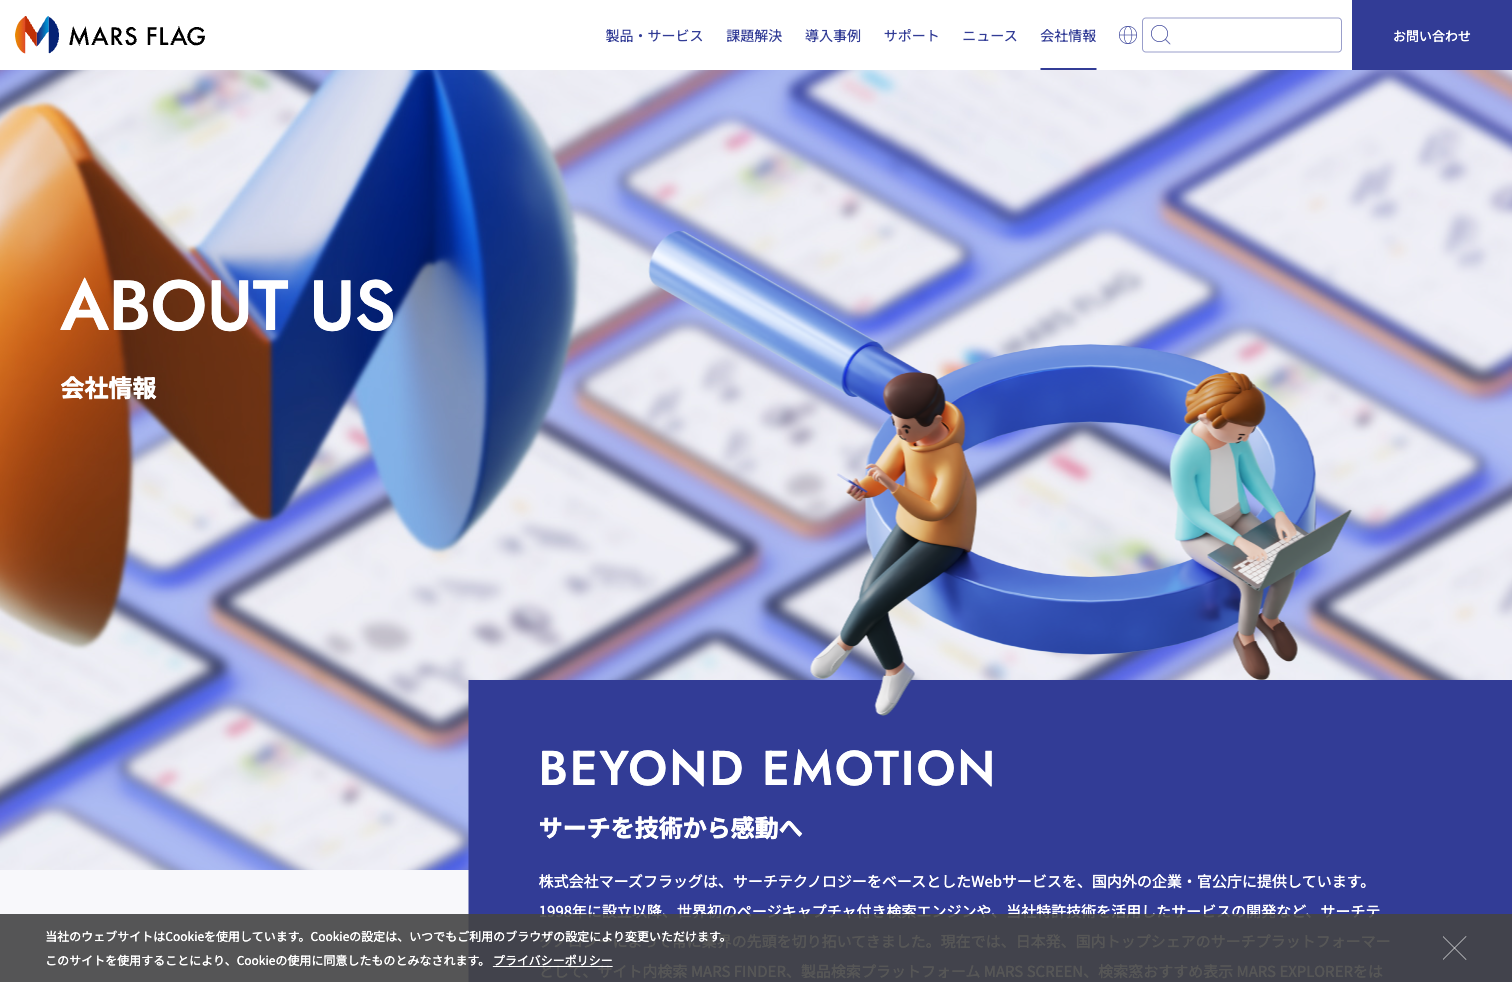 MARS FLAG
製品・サービス 課題解決 導入事例 サポート ニュース 会社情報 お問い合わせ
ABOUT US
会社情報
BEYOND EMOTION
サーチを技術から感動へ
株式会社マーズフラッグは、サーチテクノロジーをベースとしたWebサービスを、国内外の企業・官公庁に提供しています。
1998年に設立以降、世界初のページキャプチャ付き検索エンジンや、当社特許技術を活用したサービスの開発など、サーチテ
業界の先頭を切り拓いてきました。現在では、日本発、国内トップシェアのサーチプラットフォーマー
として、サイト内検索 MARS FINDER、製品検索プラットフォーム MARS SCREEN、検索窓おすすめ表示 MARS EXPLORERをは
当社のウェブサイトはCookieを使用しています。Cookieの設定は、いつでもご利用のブラウザの設定により変更いただけます。
このサイトを使用することにより、Cookieの使用に同意したものとみなされます。 プライバシーポリシー